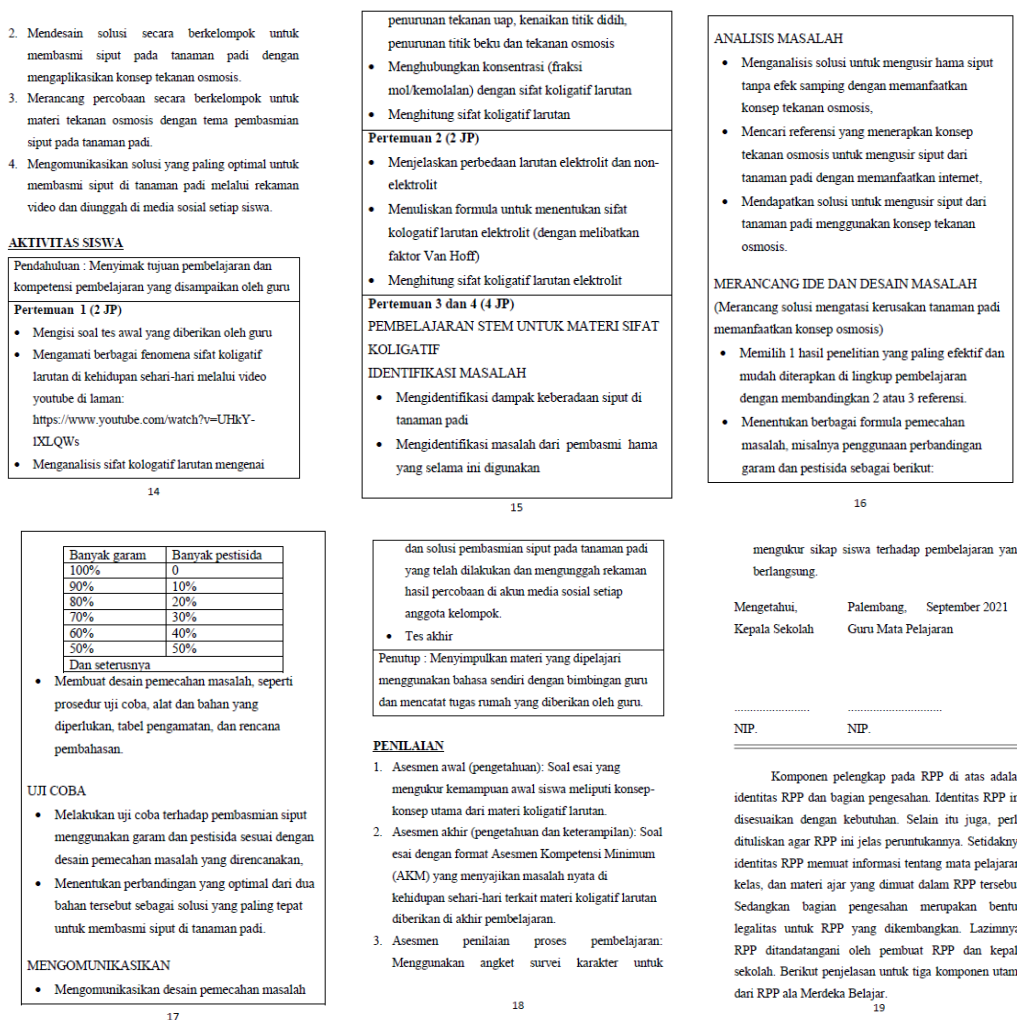 2. Mendesain solusi secara berkelompok untuk
membasmi siput pada tanaman padi dengan
mengaplikasikan konsep tekanan osmosis.
3. Merancang percobaan secara berkelompok untuk
materi tekanan osmosis dengan tema pembasmian
siput pada tanaman padi.
4. Mengomunikasikan solusi yang paling optimal untuk
membasmi siput di tanaman padi melalui rekaman
video dan diunggah di media sosial setiap siswa.
AKTIVITAS SISWA
Pendahuluan : Menyimak tujuan pembelajaran dan
kompetensi pembelajaran yang disampaikan oleh guru
Pertemuan 1 (2 JP)
• Mengisi soal tes awal yang diberikan oleh guru
• Mengamati berbagai fenomena sifat koligatif
larutan di kehidupan sehari-hari melalui video
youtube di laman:
https://www.youtube.com/watch?v=UHkY-
lXLQWs
• Menganalisis sifat kologatif larutan mengenai
14
penurunan tekanan uap, kenaikan titik didih,
penurunan titik beku dan tekanan osmosis
• Menghubungkan konsentrasi (fraksi
mol/kemolalan) dengan sifat koligatif larutan
• Menghitung sifat koligatif larutan
Pertemuan 2 (2 JP)
• Menjelaskan perbedaan larutan elektrolit dan non-
elektrolit
• Menuliskan formula untuk menentukan sifat
kologatif larutan elektrolit (dengan melibatkan
faktor Van Hoff)
• Menghitung sifat koligatif larutan elektrolit
Pertemuan 3 dan 4 (4 JP)
PEMBELAJARAN STEM UNTUK MATERI SIFAT
KOLIGATIF
IDENTIFIKASI MASALAH
• Mengidentifikasi dampak keberadaan siput di
tanaman padi
• Mengidentifikasi masalah dari pembasmi hama
yang selama ini digunakan
15
ANALISIS MASALAH
• Menganalisis solusi untuk mengusir hama siput
tanpa efek samping dengan memanfaatkan
konsep tekanan osmosis,
• Mencari referensi yang menerapkan konsep
tekanan osmosis untuk mengusir siput dari
tanaman padi dengan memanfaatkan internet,
• Mendapatkan solusi untuk mengusir siput dari
tanaman padi menggunakan konsep tekanan
osmosis.
MERANCANG IDE DAN DESAIN MASALAH
(Merancang solusi mengatasi kerusakan tanaman padi
memanfaatkan konsep osmosis)
• Memilih 1 hasil penelitian yang paling efektif dan
mudah diterapkan di lingkup pembelajaran
dengan membandingkan 2 atau 3 referensi.
• Menentukan berbagai formula pemecahan
masalah, misalnya penggunaan perbandingan
garam dan pestisida sebagai berikut:
16
Banyak garam Banyak pestisida
100% 0
90% 10%
80% 20%
70% 30%
60% 40%
50% 50%
Dan seterusnya
• Membuat desain pemecahan masalah, seperti
prosedur uji coba, alat dan bahan yang
diperlukan, tabel pengamatan, dan rencana
pembahasan.
UJI COBA
• Melakukan uji coba terhadap pembasmian siput
menggunakan garam dan pestisida sesuai dengan
desain pemecahan masalah yang direncanakan,
• Menentukan perbandingan yang optimal dari dua
bahan tersebut sebagai solusi yang paling tepat
untuk membasmi siput di tanaman padi.
MENGOMUNIKASIKAN
• Mengomunikasikan desain pemecahan masalah
17
dan solusi pembasmian siput pada tanaman padi
yang telah dilakukan dan mengunggah rekaman
hasil percobaan di akun media sosial setiap
anggota kelompok.
• Tes akhir
Penutup : Menyimpulkan materi yang dipelajari
menggunakan bahasa sendiri dengan bimbingan guru
dan mencatat tugas rumah yang diberikan oleh guru.
PENILAIAN
1. Asesmen awal (pengetahuan): Soal esai yang
mengukur kemampuan awal siswa meliputi konsep-
konsep utama dari materi koligatif larutan.
2. Asesmen akhir (pengetahuan dan keterampilan): Soal
esai dengan format Asesmen Kompetensi Minimum
(AKM) yang menyajikan masalah nyata di
kehidupan sehari-hari terkait materi koligatif larutan
diberikan di akhir pembelajaran.
3. Asesmen penilaian proses pembelajaran:
Menggunakan angket survei karakter untuk
18
mengukur sikap siswa terhadap pembelajaran yan
berlangsung.
Mengetahui, Palembang, September 2021
Kepala Sekolah Guru Mata Pelajaran
........................ ..............................
NIP. NIP.
Komponen pelengkap pada RPP di atas adala
identitas RPP dan bagian pengesahan. Identitas RPP in
disesuaikan dengan kebutuhan. Selain itu juga, perl
dituliskan agar RPP ini jelas peruntukannya. Setidakny
identitas RPP memuat informasi tentang mata pelajaran
kelas, dan materi ajar yang dimuat dalam RPP tersebu
Sedangkan bagian pengesahan merupakan bentu
legalitas untuk RPP yang dikembangkan. Lazimnya
RPP ditandatangani oleh pembuat RPP dan kepal
sekolah. Berikut penjelasan untuk tiga komponen utam
dari RPP ala Merdeka Belajar.
19